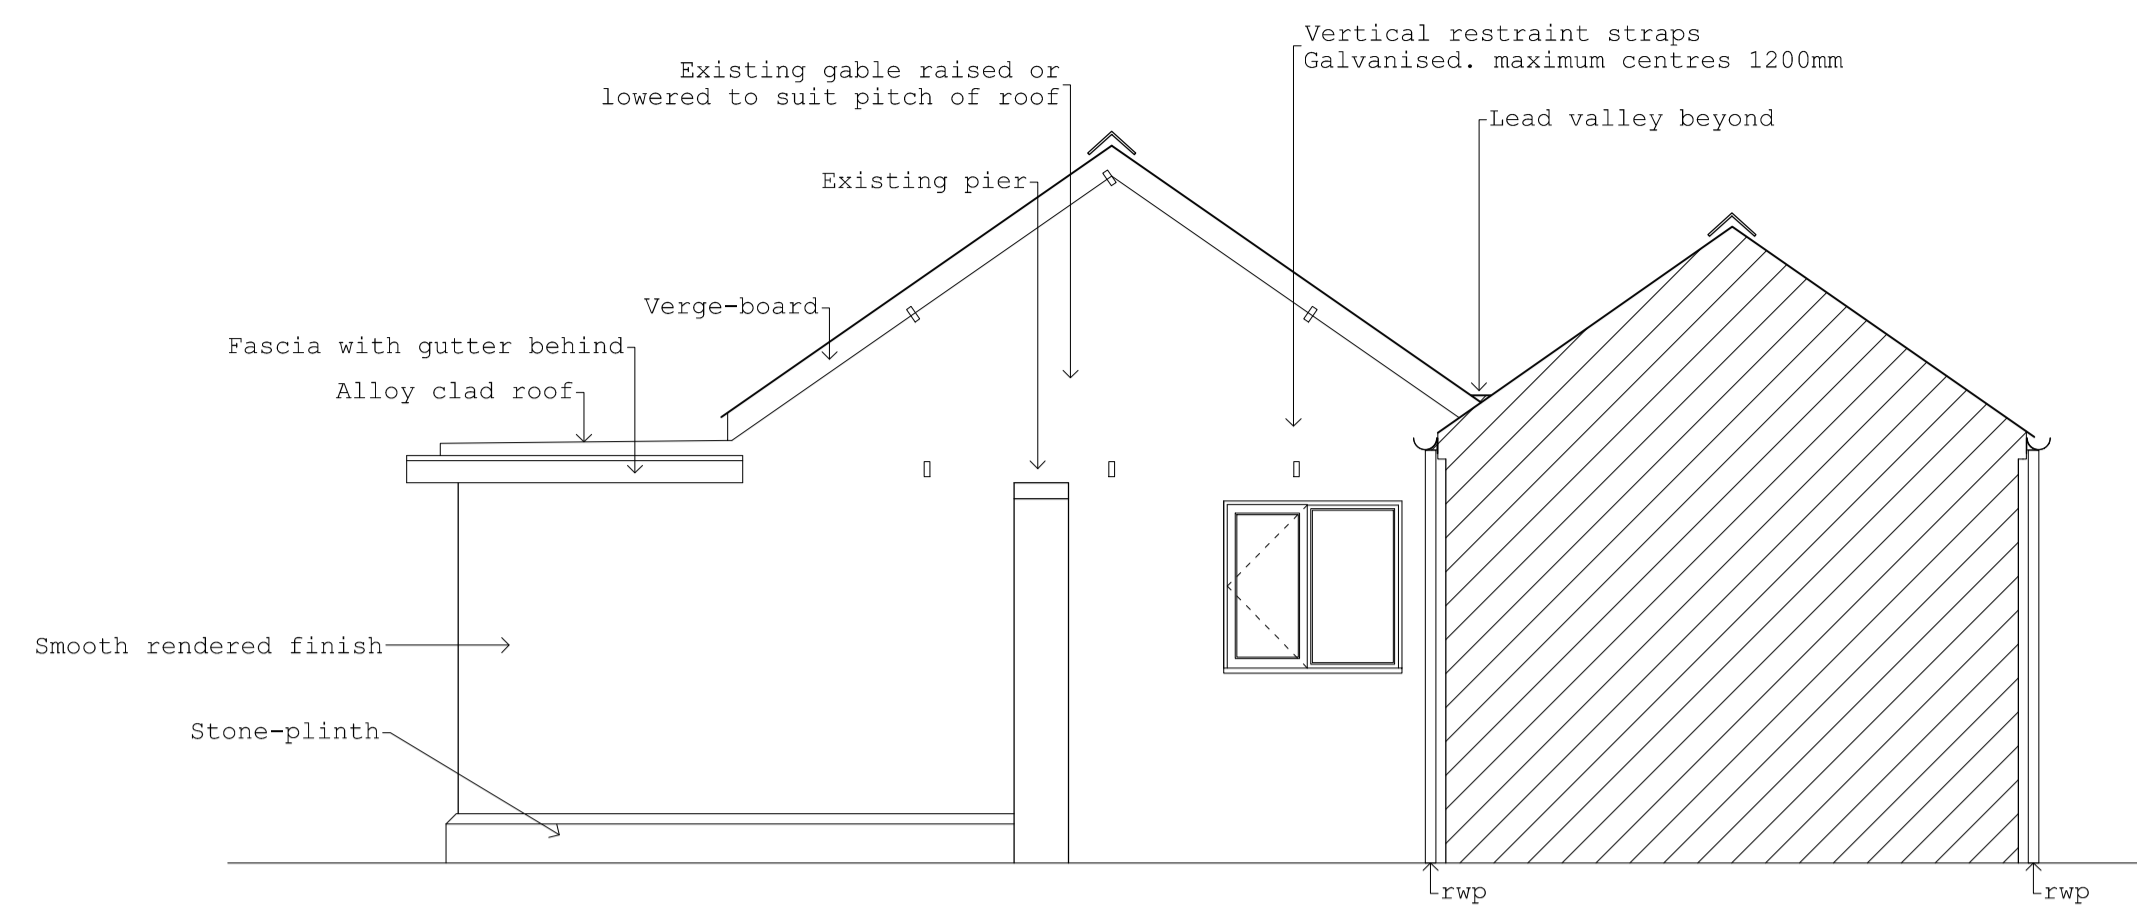 Vertical restraint straps
Galvanised. maximum centres 1200mm
Existing gable raised or
lowered to suit pitch of roof
Lead valley beyond
Existing pier
Verge-board
Fascia with gutter behind
Alloy clad roof
Smooth rendered finish
Stone-plinth
rwp
rwp